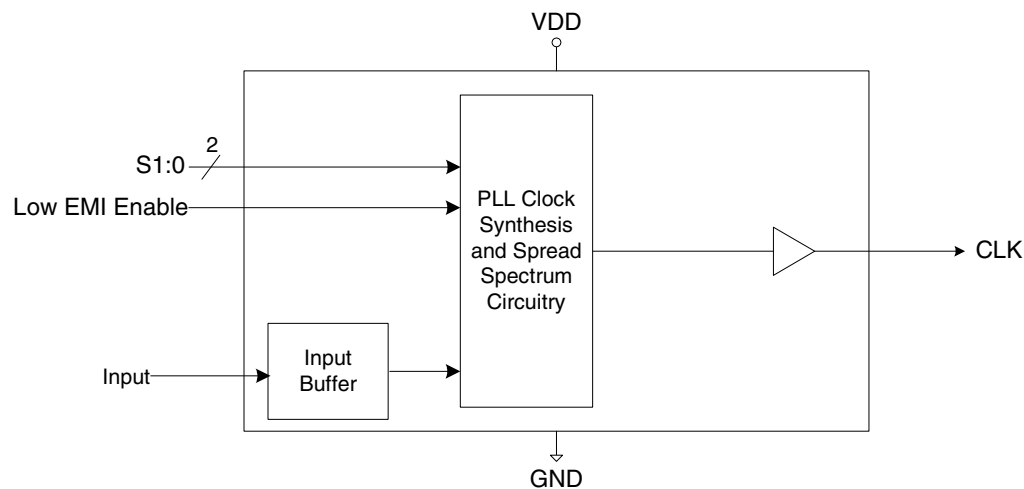 VDD
2
S1:0
Low EMI Enable
PLL Clock
Synthesis
and Spread
Spectrum
Circuitry
CLK
Input
Input
Buffer
GND